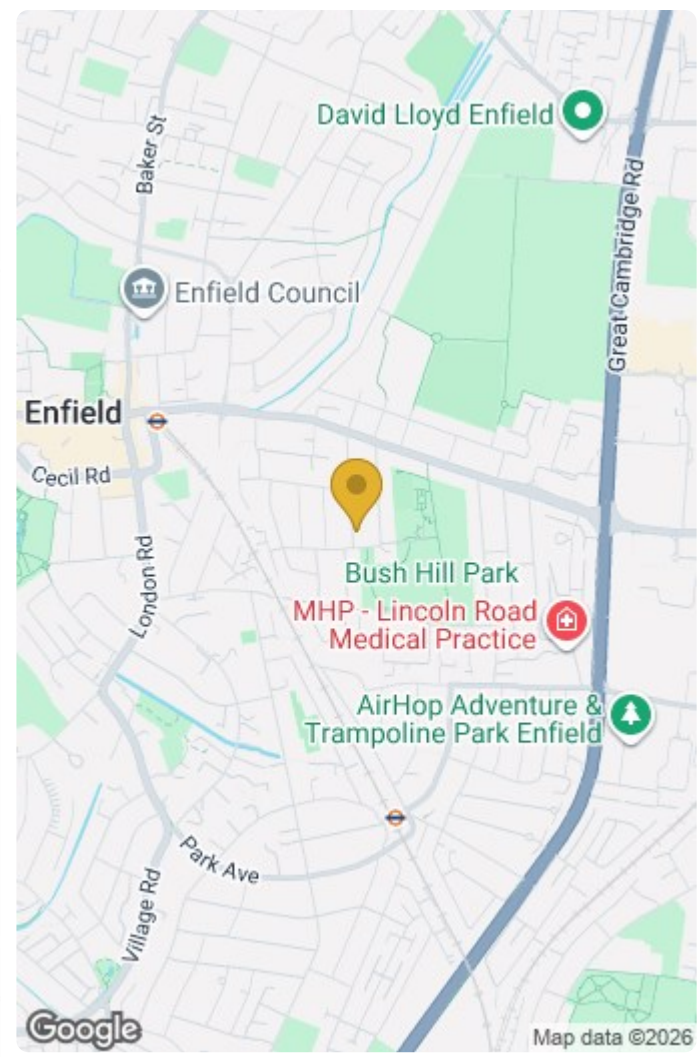 David Lloyd Enfield
Baker St
Great Cambridge Rd
Enfield Council
Enfield
Cecil Rd
London Rd
Bush Hill Park
MHP - Lincoln Road
Medical Practice
AirHop Adventure &
Trampoline Park Enfield
Park Ave
Village Rd
Google
Map data ©2026